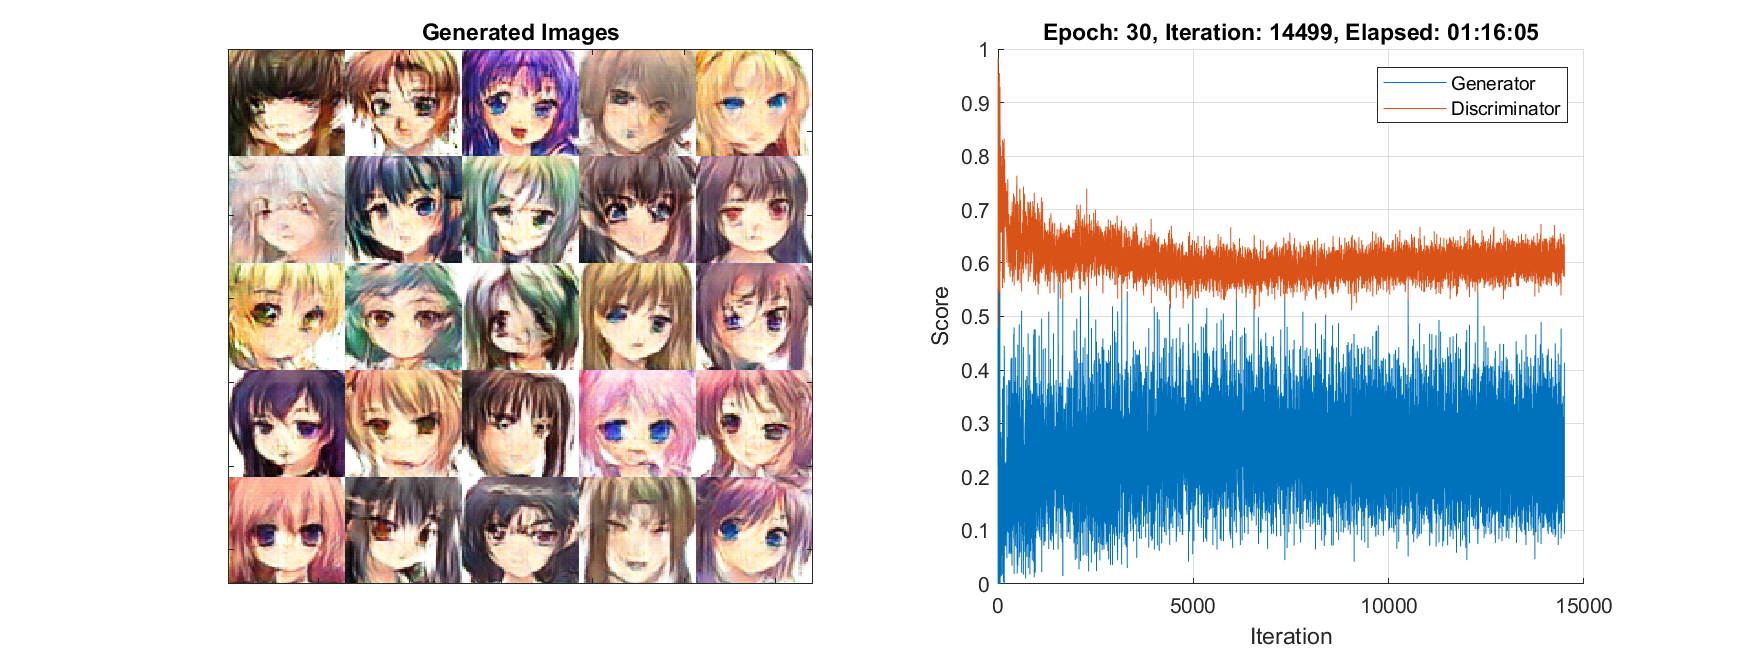 Generated Images
Epoch: 30, Iteration: 14499, Elapsed: 01:16:05
Generator
Discriminator
1
0.9
0.8
0.7
0.6
0.5
0.4
0.3
0.2
0.1
0
Score
0 5000 10000 15000
Iteration